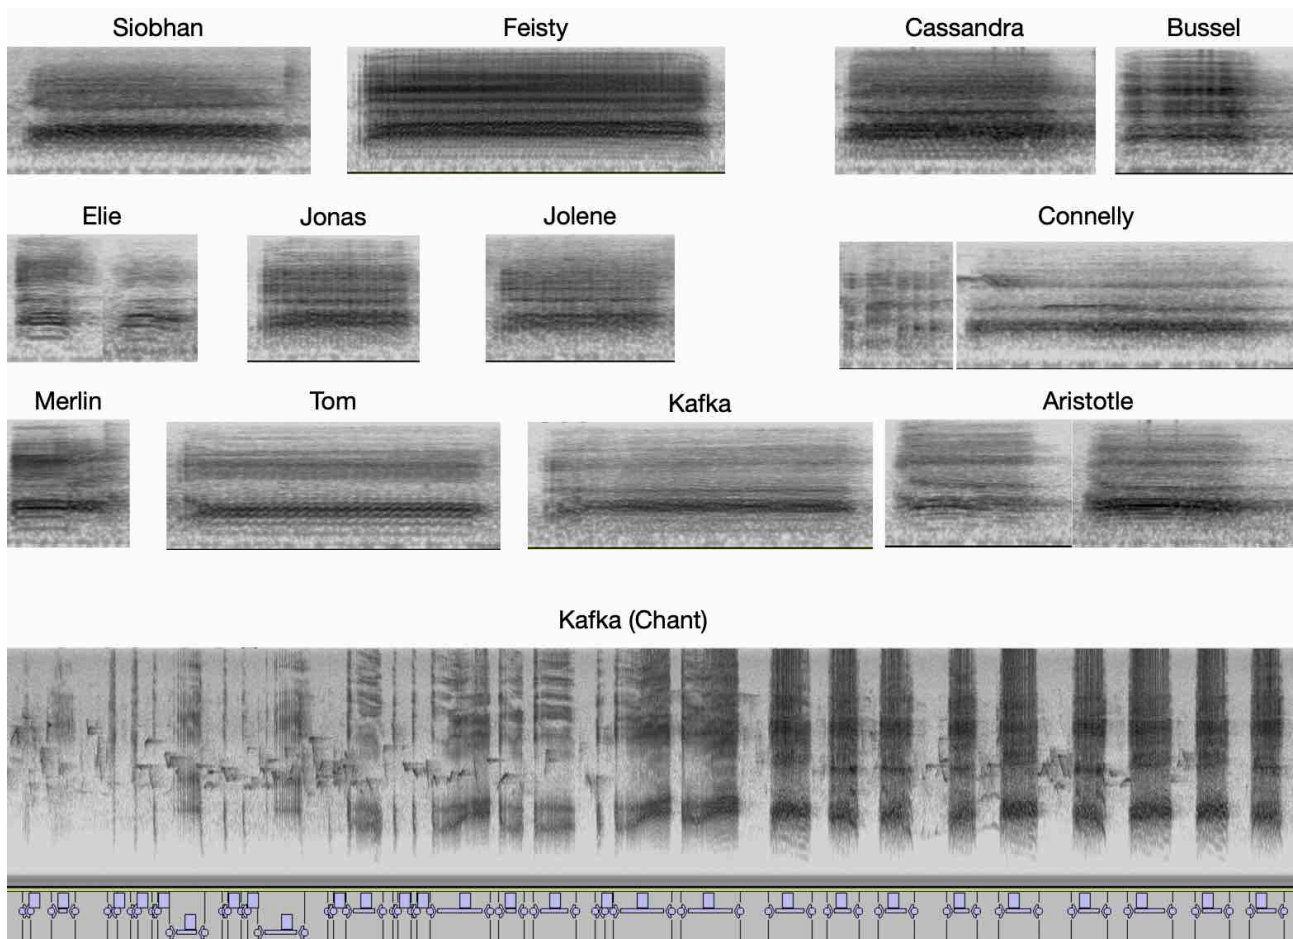 Siobhan
Feisty
Cassandra
Bussel
Elie
Jonas
Jolene
Connelly
Merlin
Tom
Kafka
Aristotle
Kafka (Chant)